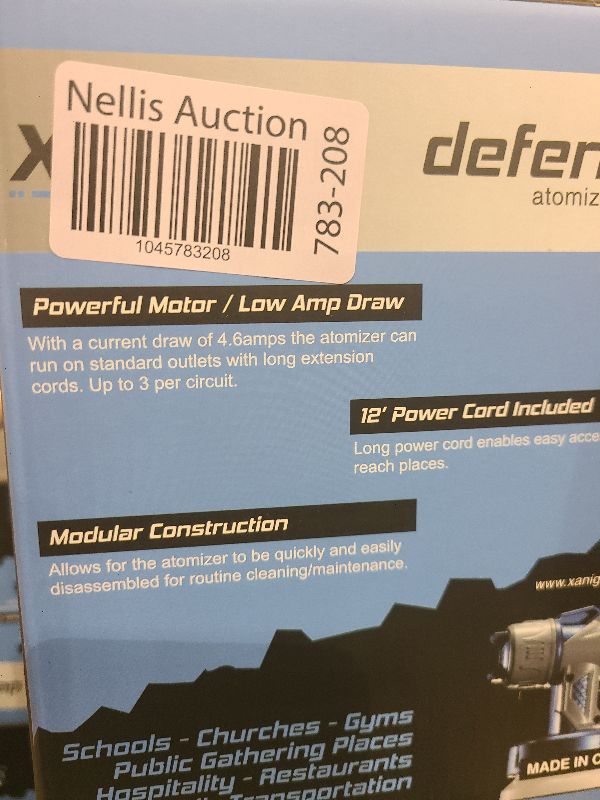 Nellis Auction
1045783208
783-208
x defen
atomiz
Powerful Motor / Low Amp Draw
With a current draw of 4.6amps the atomizer can
run on standard outlets with long extension
cords. Up to 3 per circuit.
12' Power Cord Included
Long power cord enables easy acce
reach places.
Modular Construction
Allows for the atomizer to be quickly and easily
disassembled for routine cleaning/maintenance.
www.xanig
Schools - Churches - Gyms
Public Gathering Places
Hospitality - Restaurants
Transportation
MADE IN C